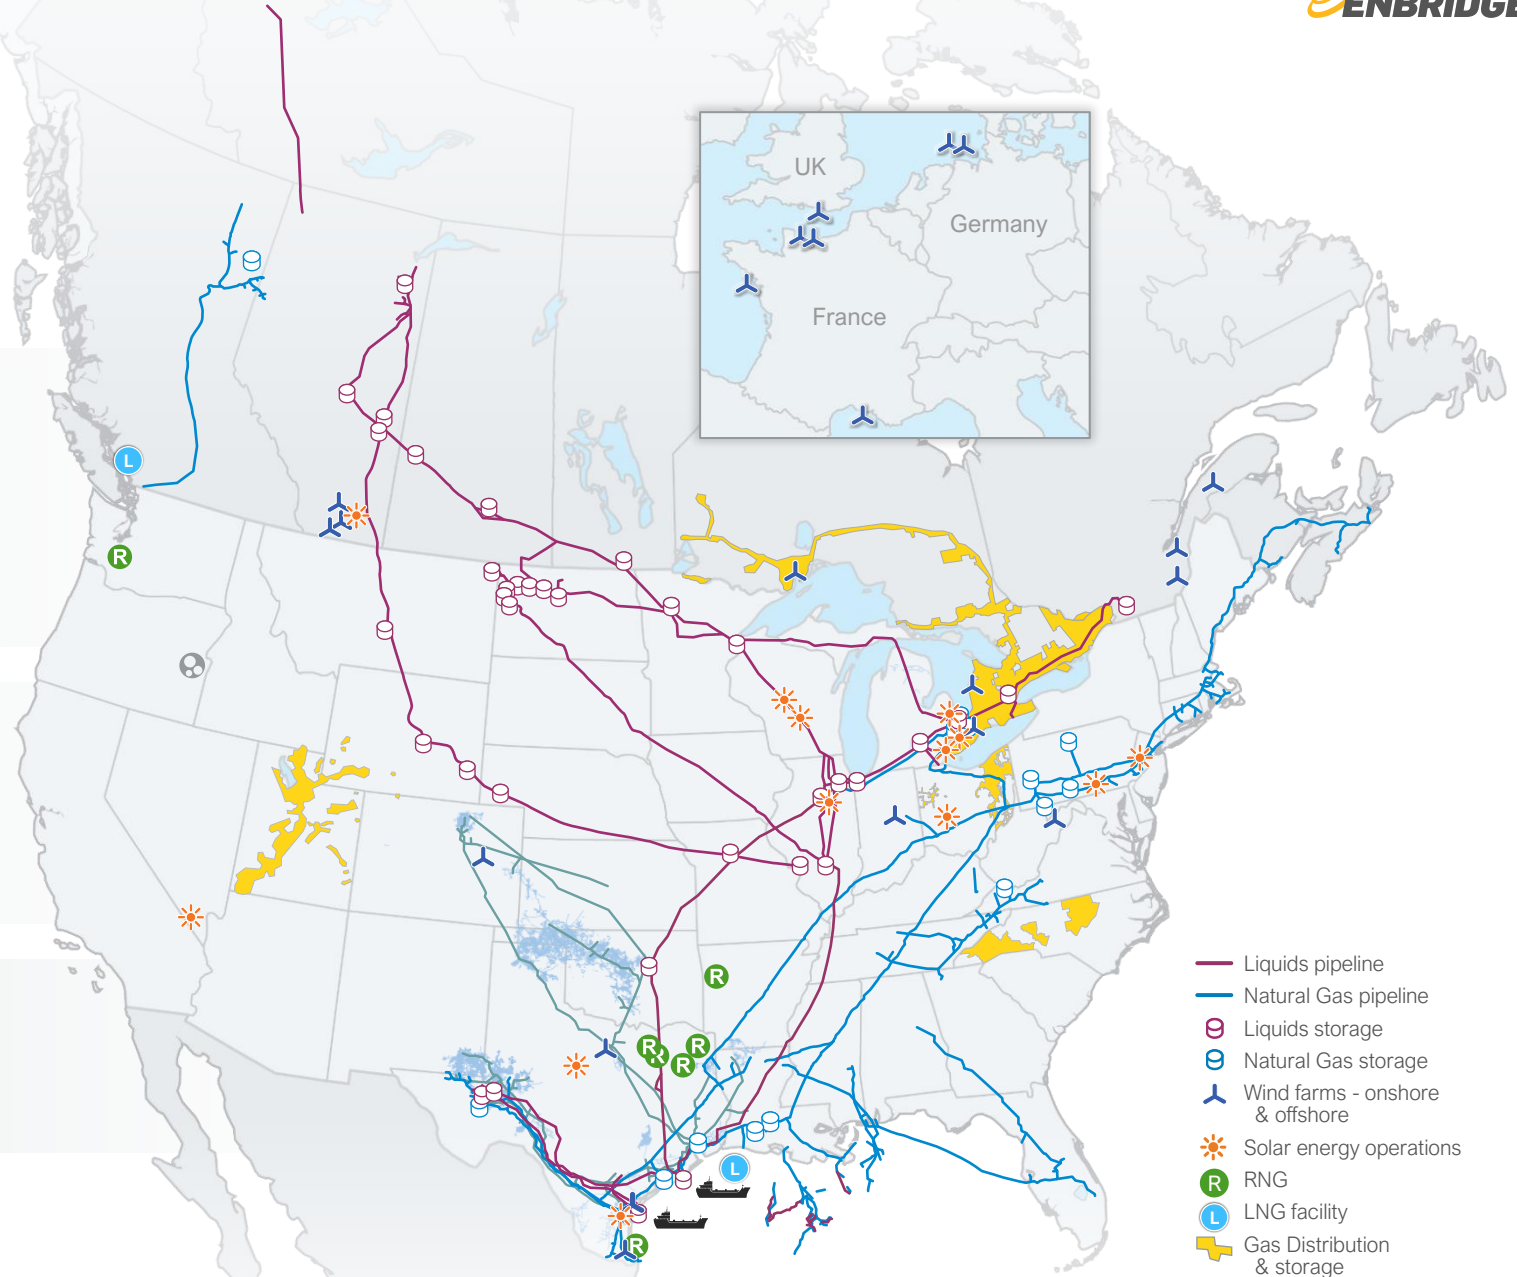 ENBRIDGE
UK
Germany
France
L
R
R
R
R
R
R
L
R
Liquids pipeline
Natural Gas pipeline
Liquids storage
Natural Gas storage
Wind farms - onshore
& offshore
Solar energy operations
R RNG
L LNG facility
Gas Distribution
& storage